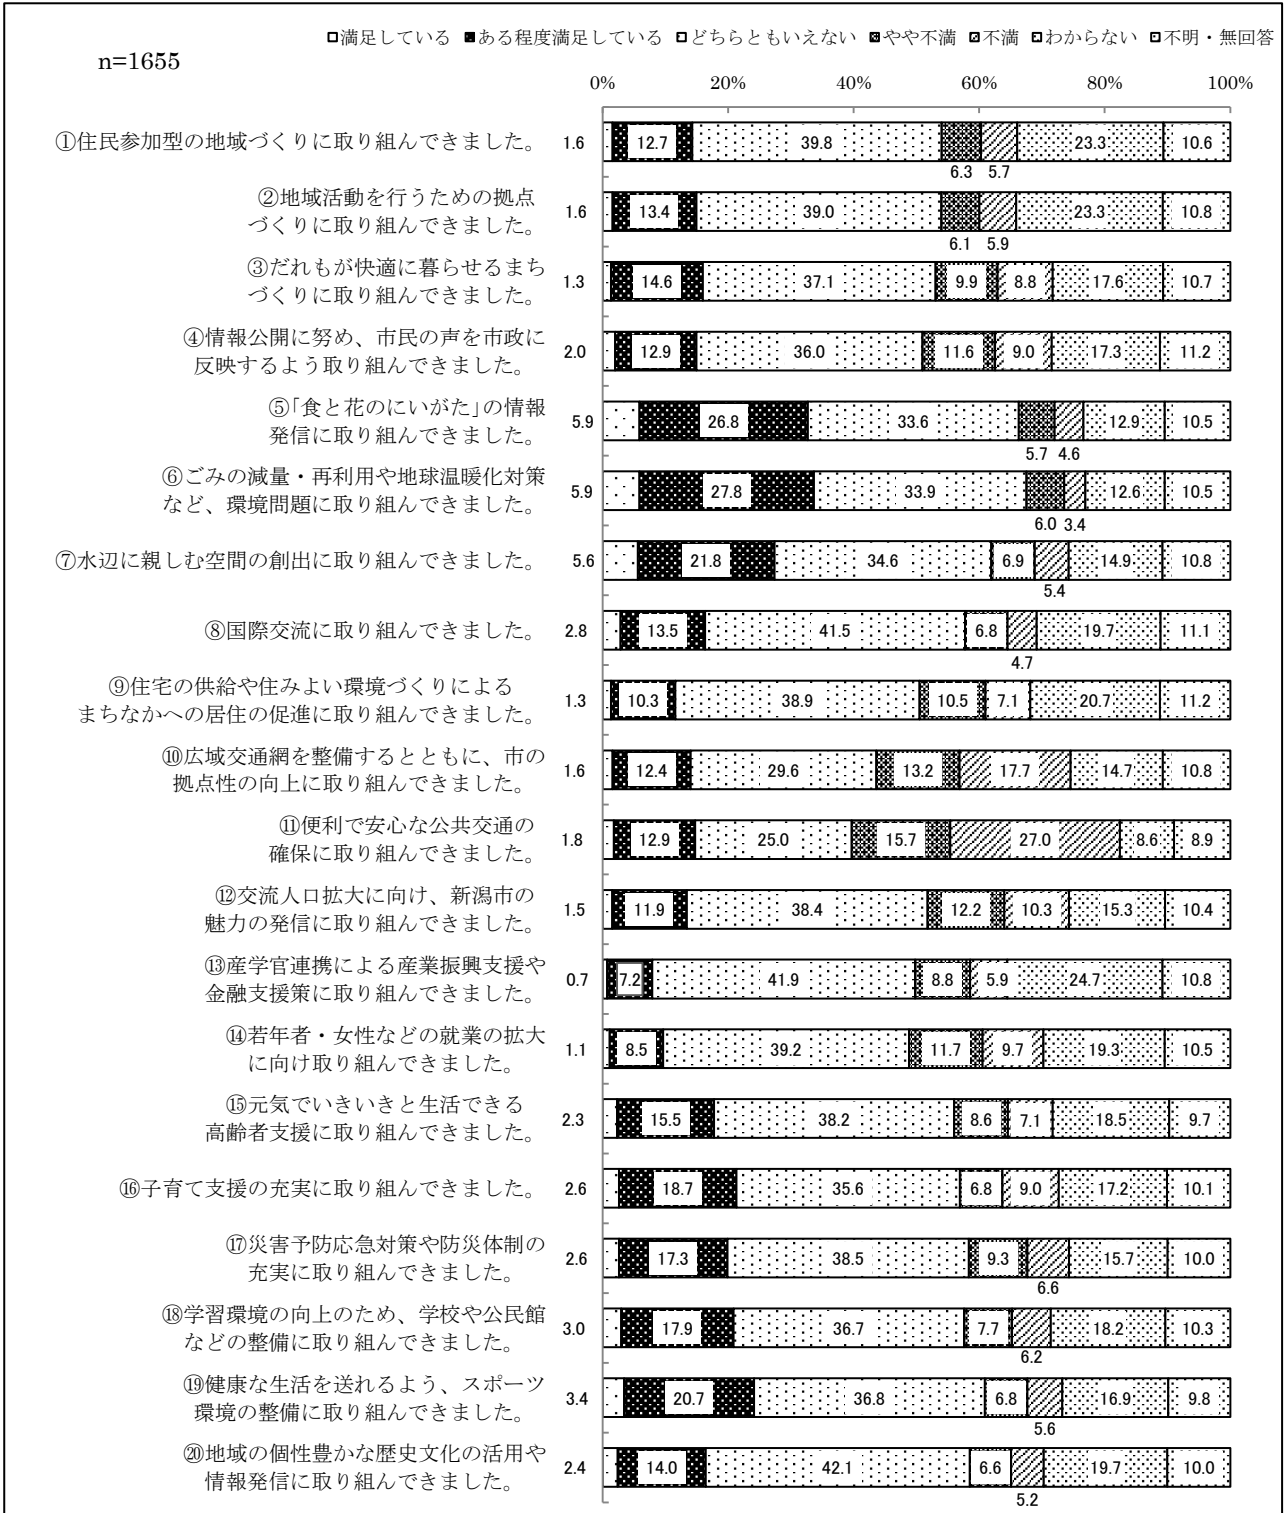 □満足している ■ある程度満足している □どちらともいえない ■やや不満 □不満 □わからない □不明・無回答
n=1655
0% 20% 40% 60% 80% 100%
①住民参加型の地域づくりに取り組んできました。 1.6 12.7 39.8 23.3 10.6
6.3 5.7
②地域活動を行うための拠点
づくりに取り組んできました。 1.6 13.4 39.0 23.3 10.8
6.1 5.9
③だれもが快適に暮らせるまち
づくりに取り組んできました。 1.3 14.6 37.1 9.9 8.8 17.6 10.7
④情報公開に努め、市民の声を市政に
反映するよう取り組んできました。 2.0 12.9 36.0 11.6 9.0 17.3 11.2
⑤「食と花のにいがた」の情報
発信に取り組んできました。 5.9 26.8 33.6 12.9 10.5
5.7 4.6
⑥ごみの減量・再利用や地球温暖化対策
など、環境問題に取り組んできました。 5.9 27.8 33.9 12.6 10.5
6.0 3.4
⑦水辺に親しむ空間の創出に取り組んできました。 5.6 21.8 34.6 6.9 14.9 10.8
5.4
⑧国際交流に取り組んできました。 2.8 13.5 41.5 6.8 19.7 11.1
4.7
⑨住宅の供給や住みよい環境づくりによる
まちなかへの居住の促進に取り組んできました。 1.3 10.3 38.9 10.5 7.1 20.7 11.2
⑩広域交通網を整備するとともに、市の
拠点性の向上に取り組んできました。 1.6 12.4 29.6 13.2 17.7 14.7 10.8
⑪便利で安心な公共交通の
確保に取り組んできました。 1.8 12.9 25.0 15.7 27.0 8.6 8.9
⑫交流人口拡大に向け、新潟市の
魅力の発信に取り組んできました。 1.5 11.9 38.4 12.2 10.3 15.3 10.4
⑬産学官連携による産業振興支援や
金融支援策に取り組んできました。 0.7 7.2 41.9 8.8 5.9 24.7 10.8
⑭若年者・女性などの就業の拡大
に向け取り組んできました。 1.1 8.5 39.2 11.7 9.7 19.3 10.5
⑮元気でいきいきと生活できる
高齢者支援に取り組んできました。 2.3 15.5 38.2 8.6 7.1 18.5 9.7
⑯子育て支援の充実に取り組んできました。 2.6 18.7 35.6 6.8 9.0 17.2 10.1
⑰災害予防応急対策や防災体制の
充実に取り組んできました。 2.6 17.3 38.5 9.3 15.7 10.0
6.6
⑱学習環境の向上のため、学校や公民館
などの整備に取り組んできました。 3.0 17.9 36.7 7.7 18.2 10.3
6.2
⑲健康な生活を送れるよう、スポーツ
環境の整備に取り組んできました。 3.4 20.7 36.8 6.8 16.9 9.8
5.6
⑳地域の個性豊かな歴史文化の活用や
情報発信に取り組んできました。 2.4 14.0 42.1 6.6 19.7 10.0
5.2